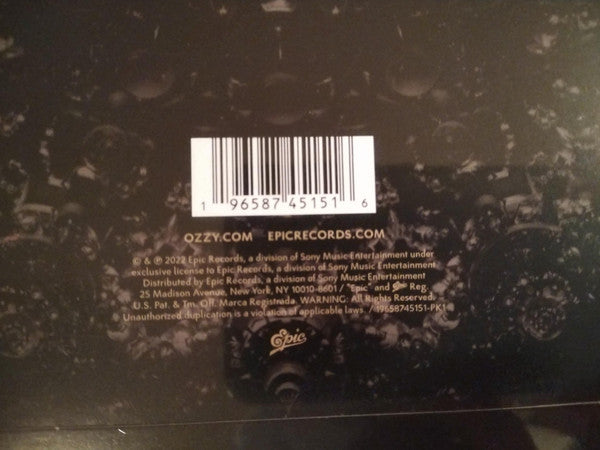 1 96587 45151 6
OZZY.COM EPICRECORDS.COM
© & ℗ 2022 Epic Records, a division of Sony Music Entertainment under
exclusive license to Epic Records, a division of Sony Music Entertainment.
Distributed by Epic Records, a division of Sony Music Entertainment
25 Madison Avenue, New York, NY 10010-8601 / "Epic" and Epic Reg.
U.S. Pat. & Tm. Off. Marca Registrada. WARNING: All Rights Reserved.
Unauthorized duplication is a violation of applicable laws. / 19658745151-PK1
Epic